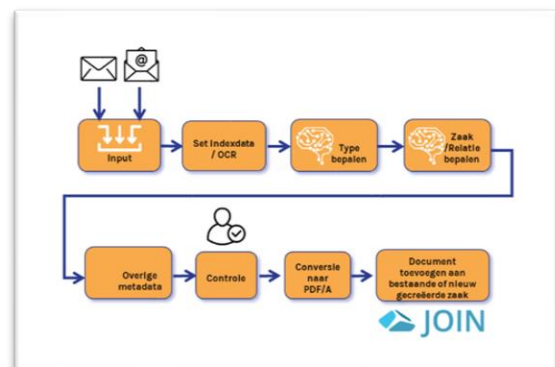 @
Input
Set Indexdata
/ OCR
Type
bepalen
Zaak
/Relatie
bepalen
Overige
metadata
Controle
Conversie
naar
PDF/A
Document
toevoegen aan
bestaande of nieuw
gecreëerde zaak
JOIN